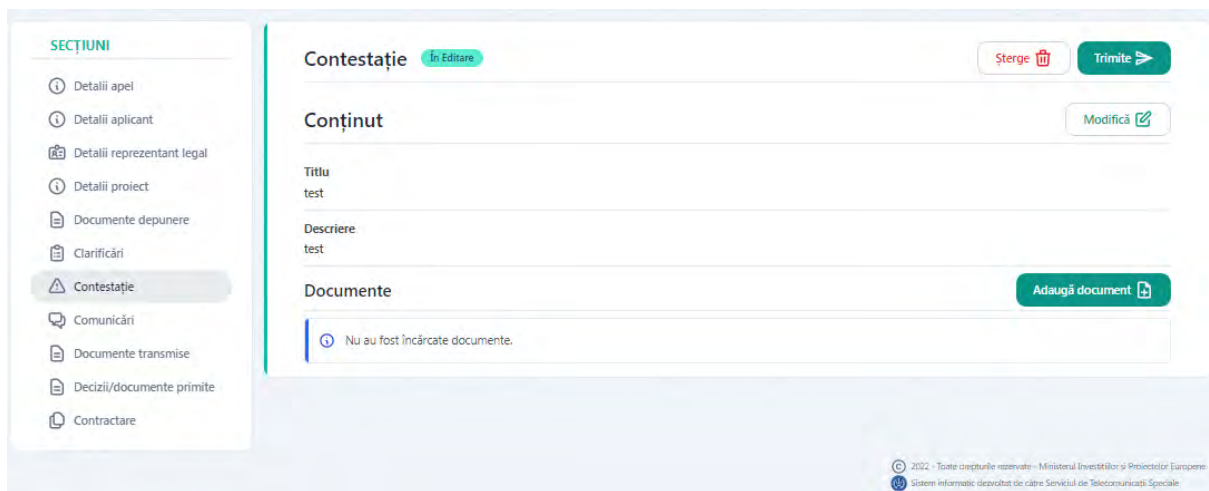 SECȚIUNI
Detalii apel
Detalii aplicant
Detalii reprezentant legal
Detalii proiect
Documente depunere
Clarificări
Contestație
Comunicări
Documente transmise
Decizii/documente primite
Contractare
Contestație În Editare Șterge Trimite
Conținut Modifică
Titlu
test
Descriere
test
Documente Adaugă document
Nu au fost încărcate documente.
© 2022 - Toate drepturile rezervate - Ministerul Investițiilor și Proiectelor Europene
Sistem informatic dezvoltat de către Serviciul de Telecomunicații Speciale